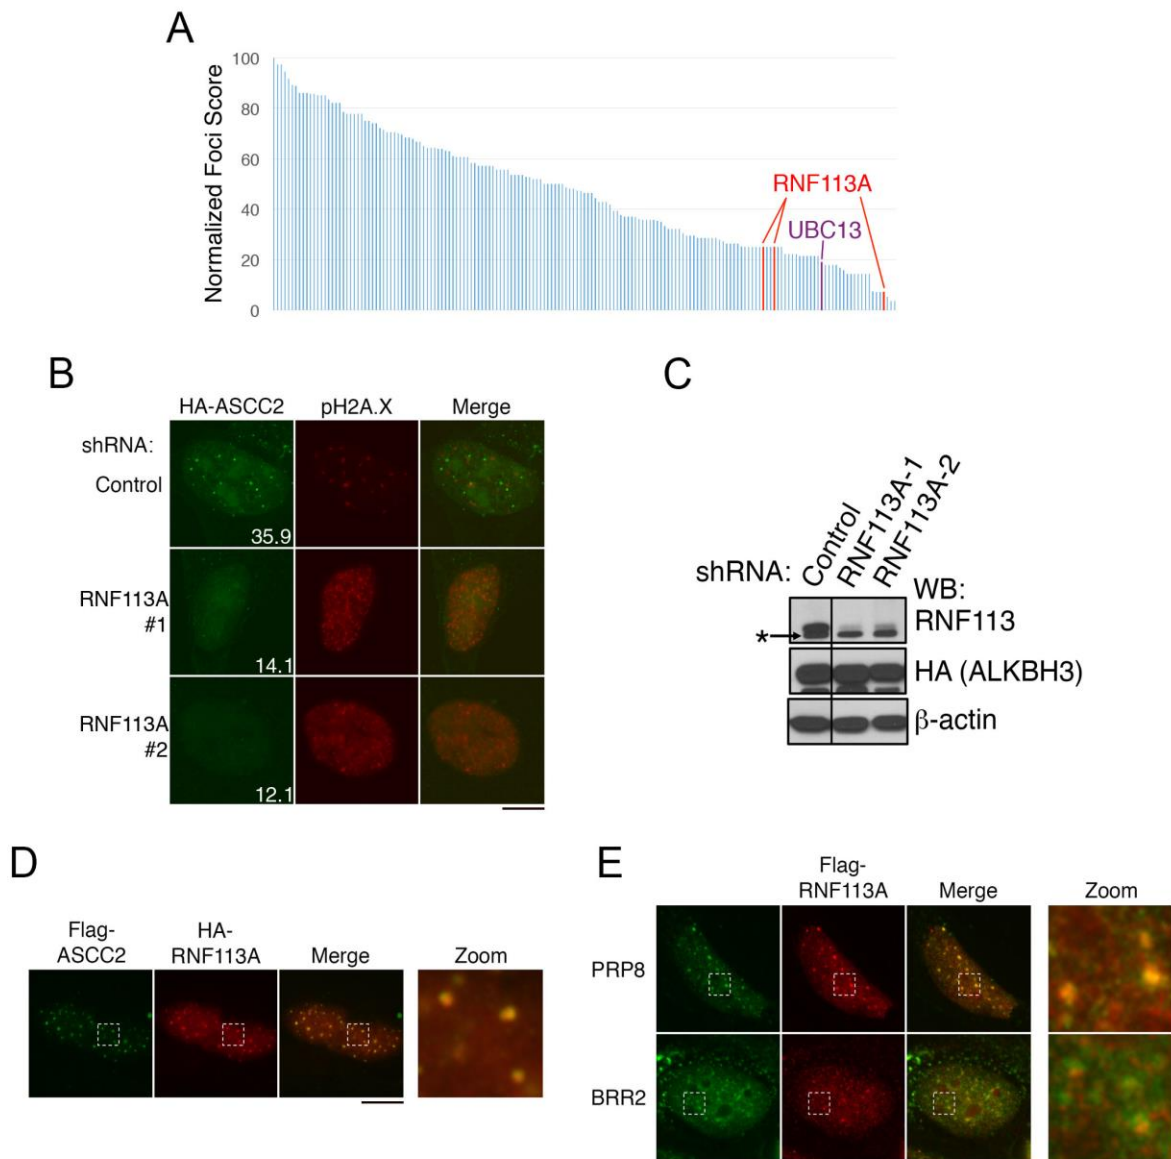 A
Normalized Foci Score
100
80
60
40
20
0
RNF113A
UBC13
B
HA-ASCC2 pH2A.X Merge
shRNA:
Control
35.9
RNF113A
#1
14.1
RNF113A
#2
12.1
C
shRNA: Control RNF113A-1 RNF113A-2
WB:
* RNF113
HA (ALKBH3)
β-actin
D
Flag-
ASCC2
HA-
RNF113A
Merge
Zoom
E
Flag-
RNF113A
Merge
Zoom
PRP8
BRR2